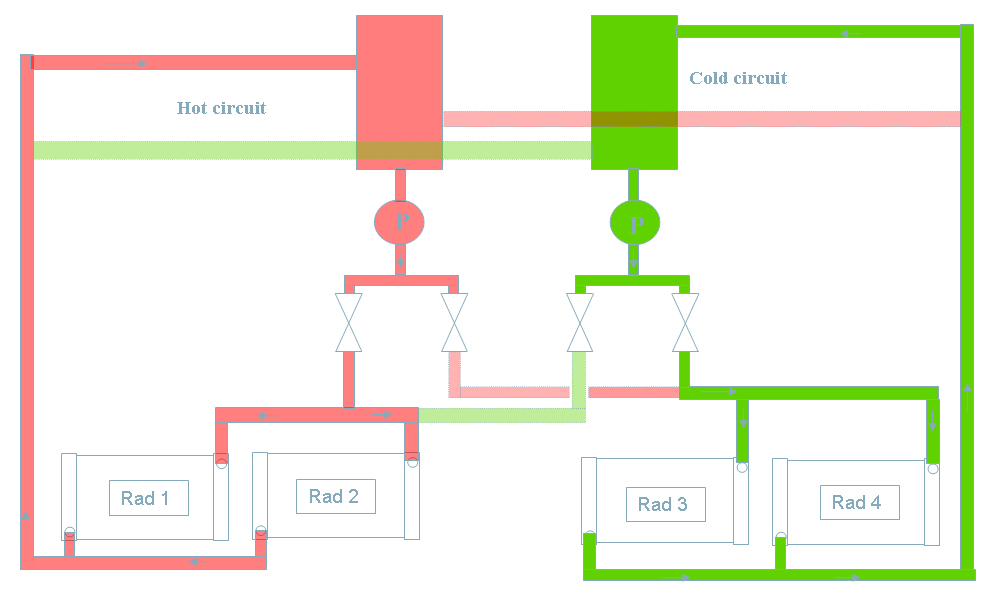 Cold circuit
Hot circuit
P
P
Rad 1
Rad 2
Rad 3
Rad 4